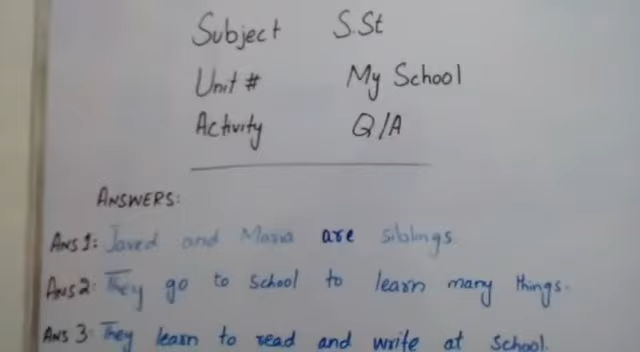 Subject S.St
Unit # My School
Activity Q/A
ANSWERS:
Ans 1: Javed and Maria are siblings.
Ans 2: They go to school to learn many things.
Ans 3: They learn to read and write at school.